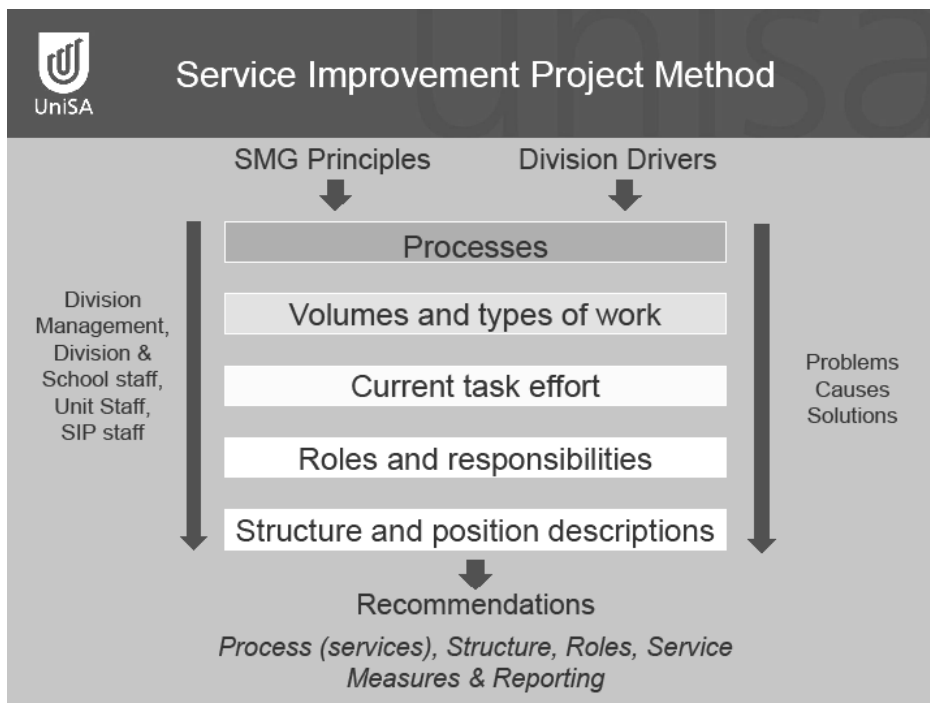 UniSA
Service Improvement Project Method
SMG Principles
Division Drivers
Processes
Volumes and types of work
Current task effort
Roles and responsibilities
Structure and position descriptions
Division
Management,
Division &
School staff,
Unit Staff,
SIP staff
Problems
Causes
Solutions
Recommendations
Process (services), Structure, Roles, Service
Measures & Reporting